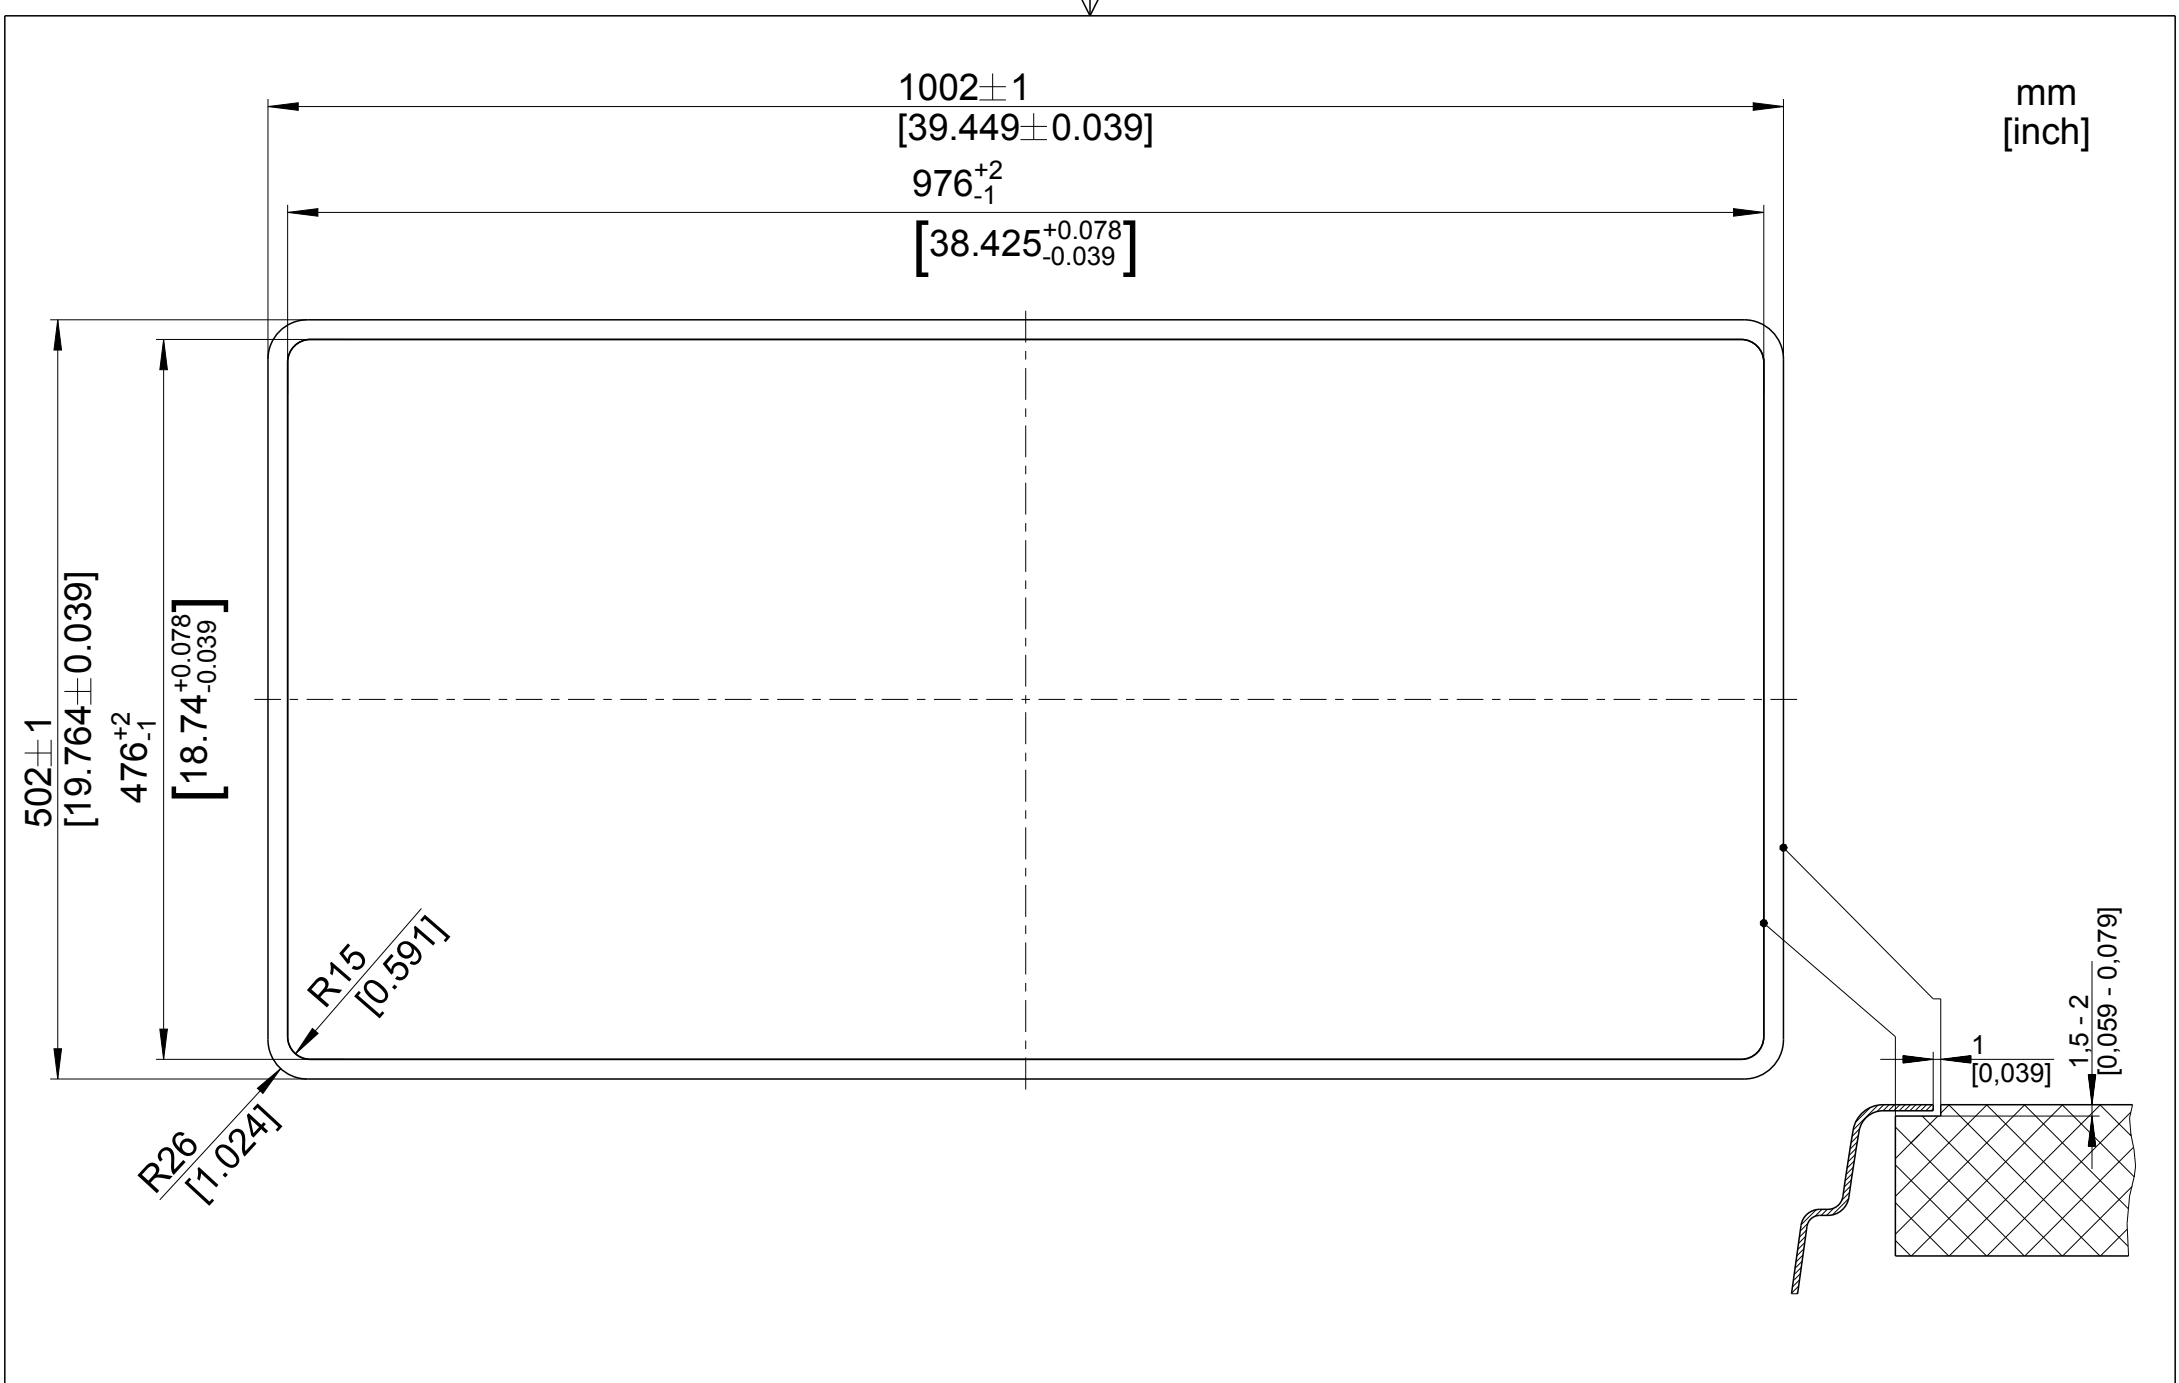 1002±1
[39.449±0.039]
mm
[inch]
976+2-1
[38.425+0.078-0.039]
502±1
[19.764±0.039]
476+2-1
[18.74+0.078-0.039]
R15
[0.591]
R26
[1.024]
1
[0,039]
1,5 - 2
[0,059 - 0,079]